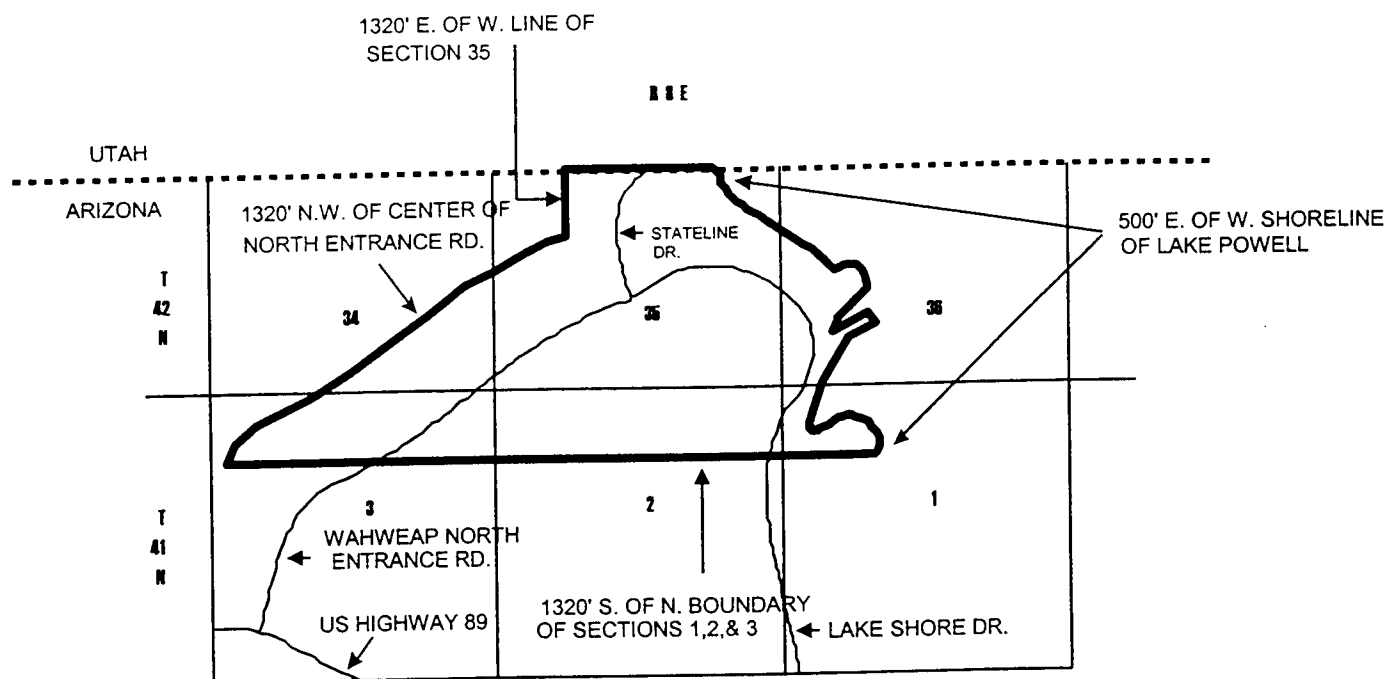 1320' E. OF W. LINE OF
SECTION 35
R 8 E
UTAH
ARIZONA
1320' N.W. OF CENTER OF
NORTH ENTRANCE RD.
STATELINE
DR.
500' E. OF W. SHORELINE
OF LAKE POWELL
T
42
N
34
35
36
T
41
N
3
2
1
WAHWEAP NORTH
ENTRANCE RD.
US HIGHWAY 89
1320' S. OF N. BOUNDARY
OF SECTIONS 1,2,& 3
LAKE SHORE DR.